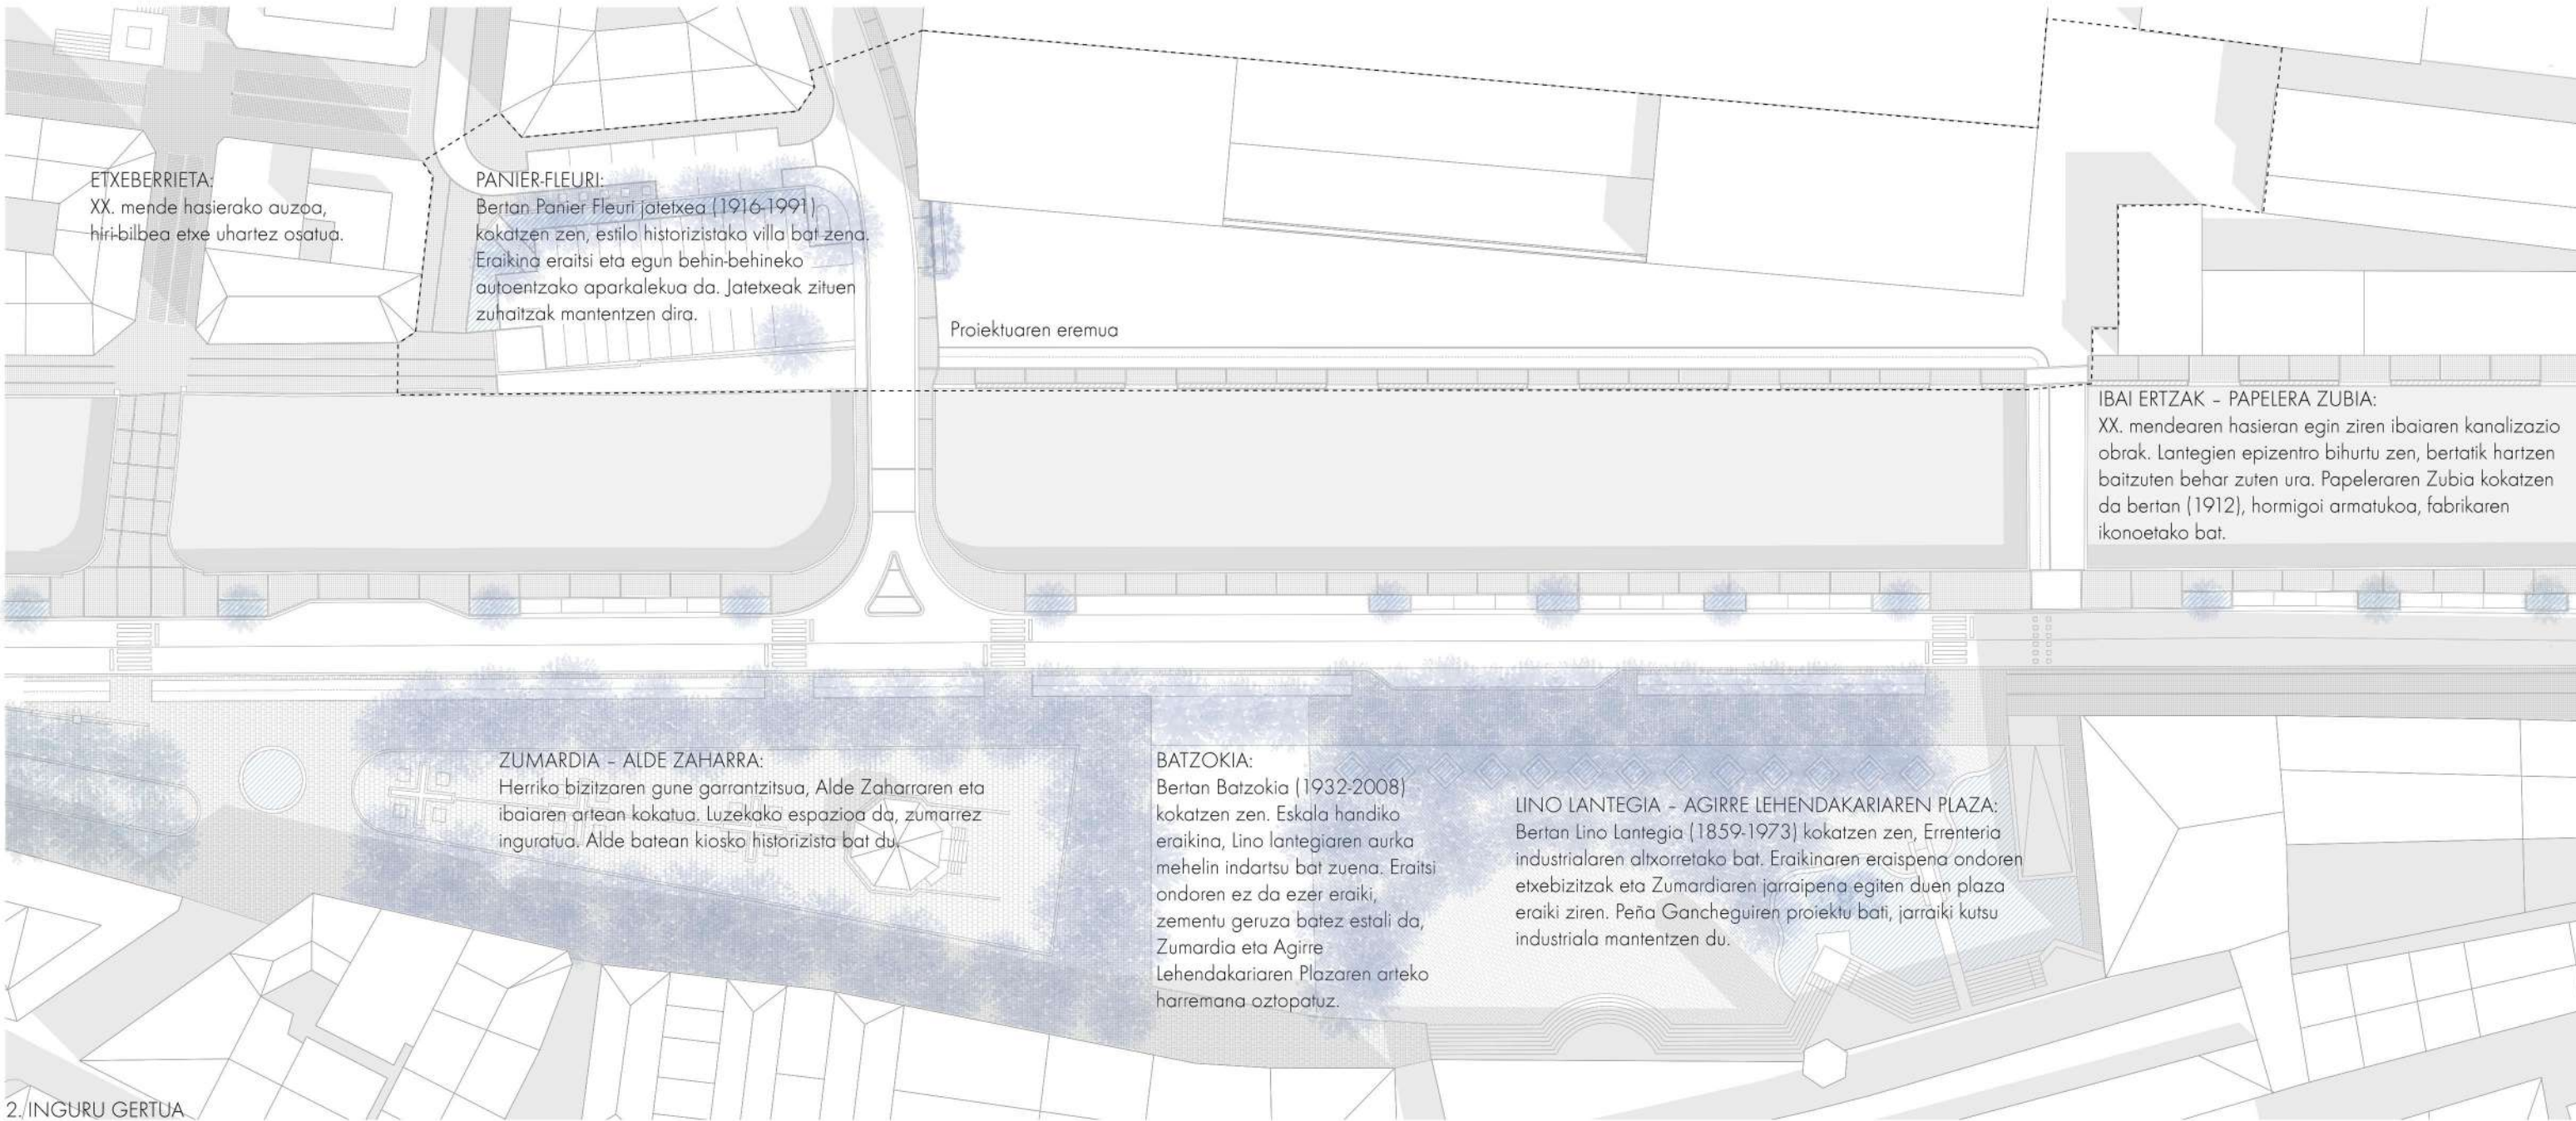 ETXEBERRIETA:
XX. mende hasierako auzoa,
hiri-bilbea etxe uhartez osatua.
PANIER-FLEURI:
Bertan Panier Fleuri jatetxea (1916-1991)
kokatzen zen, estilo historizistako villa bat zena.
Eraikina eraitsi eta egun behin-behineko
autoentzako aparkalekua da. Jatetxeak zituen
zuhaitzak mantentzen dira.
Proiektuaren eremua
IBAI ERTZAK – PAPELERA ZUBIA:
XX. mendearen hasieran egin ziren ibaiaren kanalizazio
obrak. Lantegien epizentro bihurtu zen, bertatik hartzen
baitzuten behar zuten ura. Papeleraren Zubia kokatzen
da bertan (1912), hormigoi armatukoa, fabrikaren
ikonoetako bat.
ZUMARDIA – ALDE ZAHARRA:
Herriko bizitzaren gune garrantzitsua, Alde Zaharraren eta
ibaiaren artean kokatua. Luzekako espazioa da, zumarrez
inguratua. Alde batean kiosko historizista bat du.
BATZOKIA:
Bertan Batzokia (1932-2008)
kokatzen zen. Eskala handiko
eraikina, Lino lantegiaren aurka
mehelin indartsu bat zuena. Eraitsi
ondoren ez da ezer eraiki,
zementu geruza batez estali da,
Zumardia eta Agirre
Lehendakariaren Plazaren arteko
harremana oztopatuz.
LINO LANTEGIA – AGIRRE LEHENDAKARIAREN PLAZA:
Bertan Lino Lantegia (1859-1973) kokatzen zen, Errenteria
industrialaren altxorretako bat. Eraikinaren eraispena ondoren
etxebizitzak eta Zumardiaren jarraipena egiten duen plaza
eraiki ziren. Peña Gancheguiren proiektu bati, jarraiki kutsu
industriala mantentzen du.
2. INGURU GERTUA